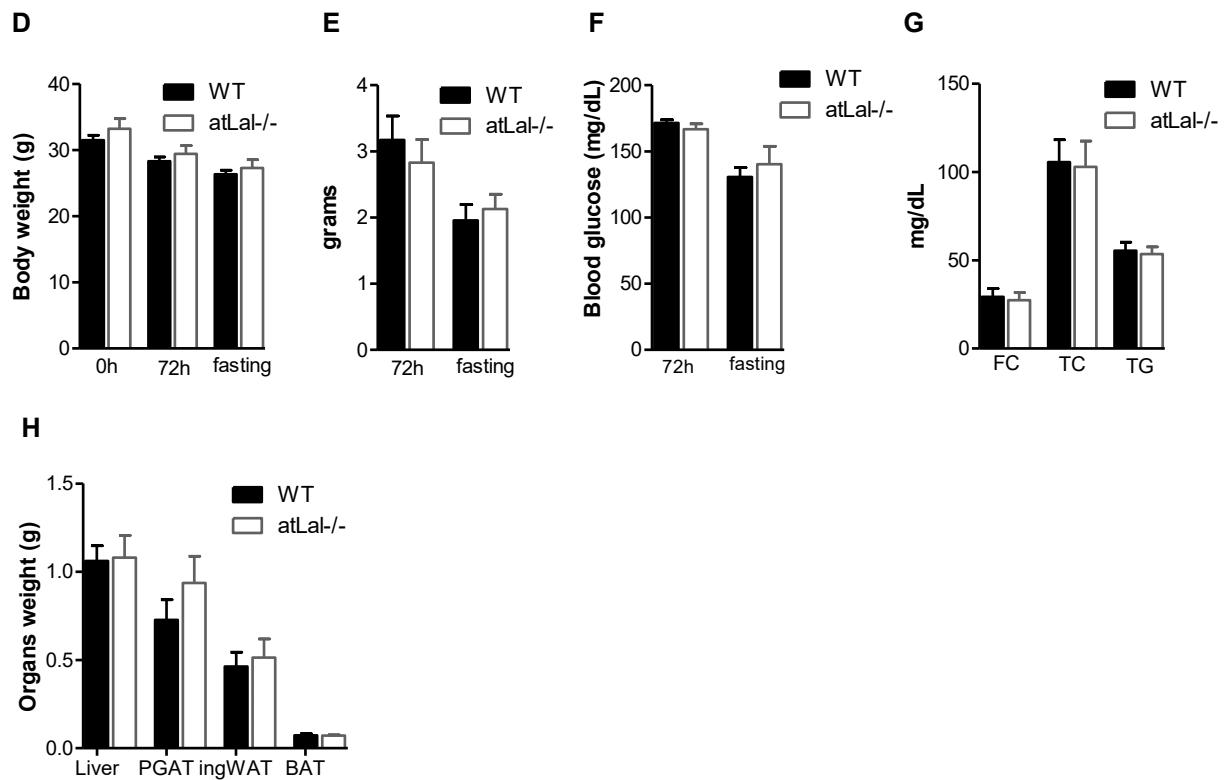 D
Body weight (g)
40
30
20
10
0
0h 72h fasting
WT
atLal-/-
E
grams
4
3
2
1
0
72h fasting
WT
atLal-/-
F
Blood glucose (mg/dL)
200
150
100
50
0
72h fasting
WT
atLal-/-
G
mg/dL
150
100
50
0
FC TC TG
WT
atLal-/-
H
Organs weight (g)
1.5
1.0
0.5
0.0
Liver PGAT ingWAT BAT
WT
atLal-/-